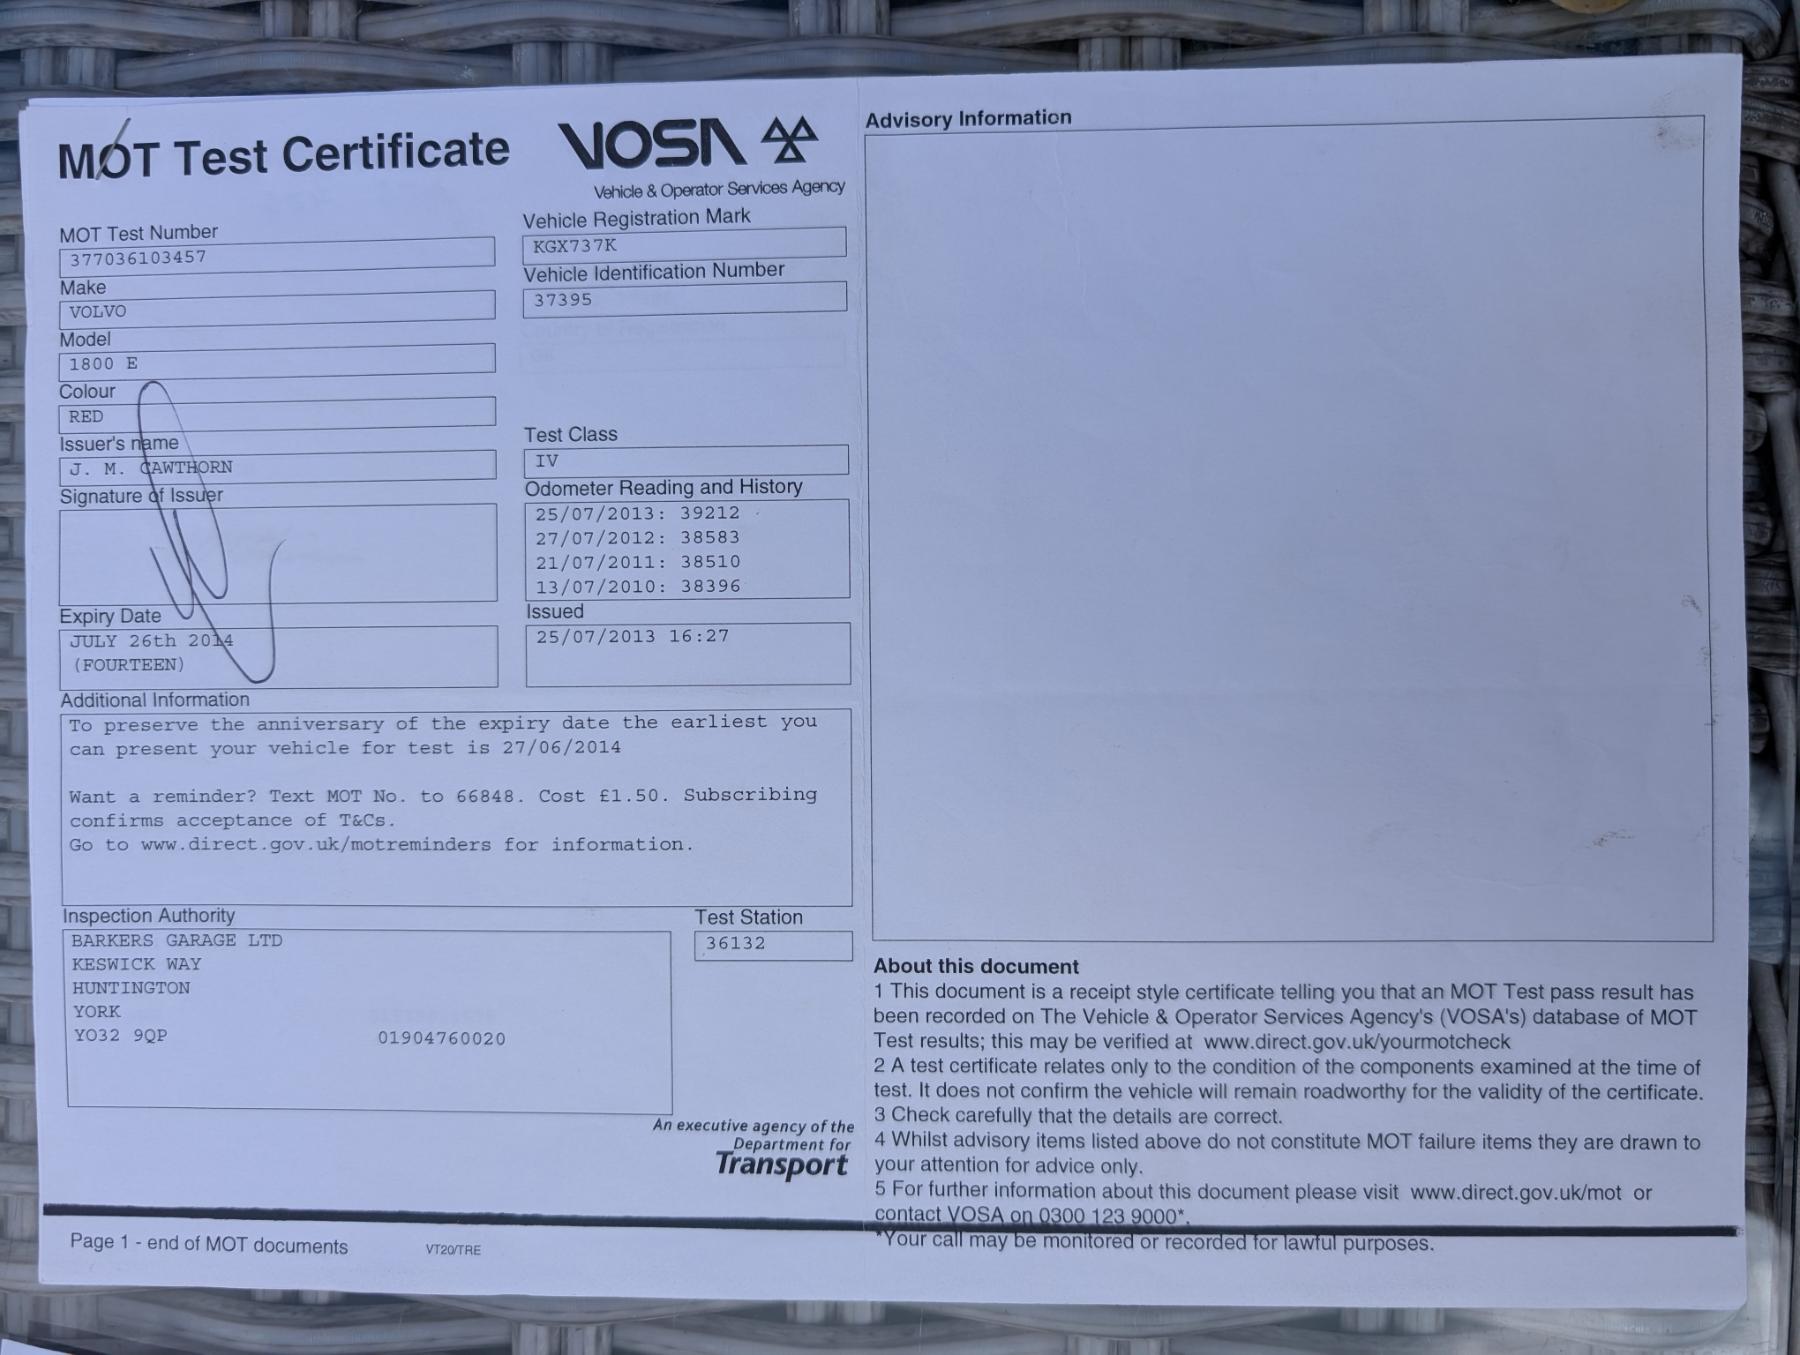 MOT Test Certificate
VOSA
Vehicle & Operator Services Agency
MOT Test Number
377036103457
Make
VOLVO
Model
1800 E
Colour
RED
Issuer's name
J. M. CAWTHORN
Signature of Issuer
Expiry Date
JULY 26th 2014
(FOURTEEN)
Vehicle Registration Mark
KGX737K
Vehicle Identification Number
37395
Test Class
IV
Odometer Reading and History
25/07/2013: 39212
27/07/2012: 38583
21/07/2011: 38510
13/07/2010: 38396
Issued
25/07/2013 16:27
Additional Information
To preserve the anniversary of the expiry date the earliest you
can present your vehicle for test is 27/06/2014
Want a reminder? Text MOT No. to 66848. Cost £1.50. Subscribing
confirms acceptance of T&Cs.
Go to www.direct.gov.uk/motreminders for information.
Inspection Authority
BARKERS GARAGE LTD
KESWICK WAY
HUNTINGTON
YORK
YO32 9QP 01904760020
Test Station
36132
An executive agency of the
Department for
Transport
Page 1 - end of MOT documents
VT20/TRE
Advisory Information
About this document
1 This document is a receipt style certificate telling you that an MOT Test pass result has
been recorded on The Vehicle & Operator Services Agency's (VOSA's) database of MOT
Test results; this may be verified at www.direct.gov.uk/yourmotcheck
2 A test certificate relates only to the condition of the components examined at the time of
test. It does not confirm the vehicle will remain roadworthy for the validity of the certificate.
3 Check carefully that the details are correct.
4 Whilst advisory items listed above do not constitute MOT failure items they are drawn to
your attention for advice only.
5 For further information about this document please visit www.direct.gov.uk/mot or
contact VOSA on 0300 123 9000*.
*Your call may be monitored or recorded for lawful purposes.